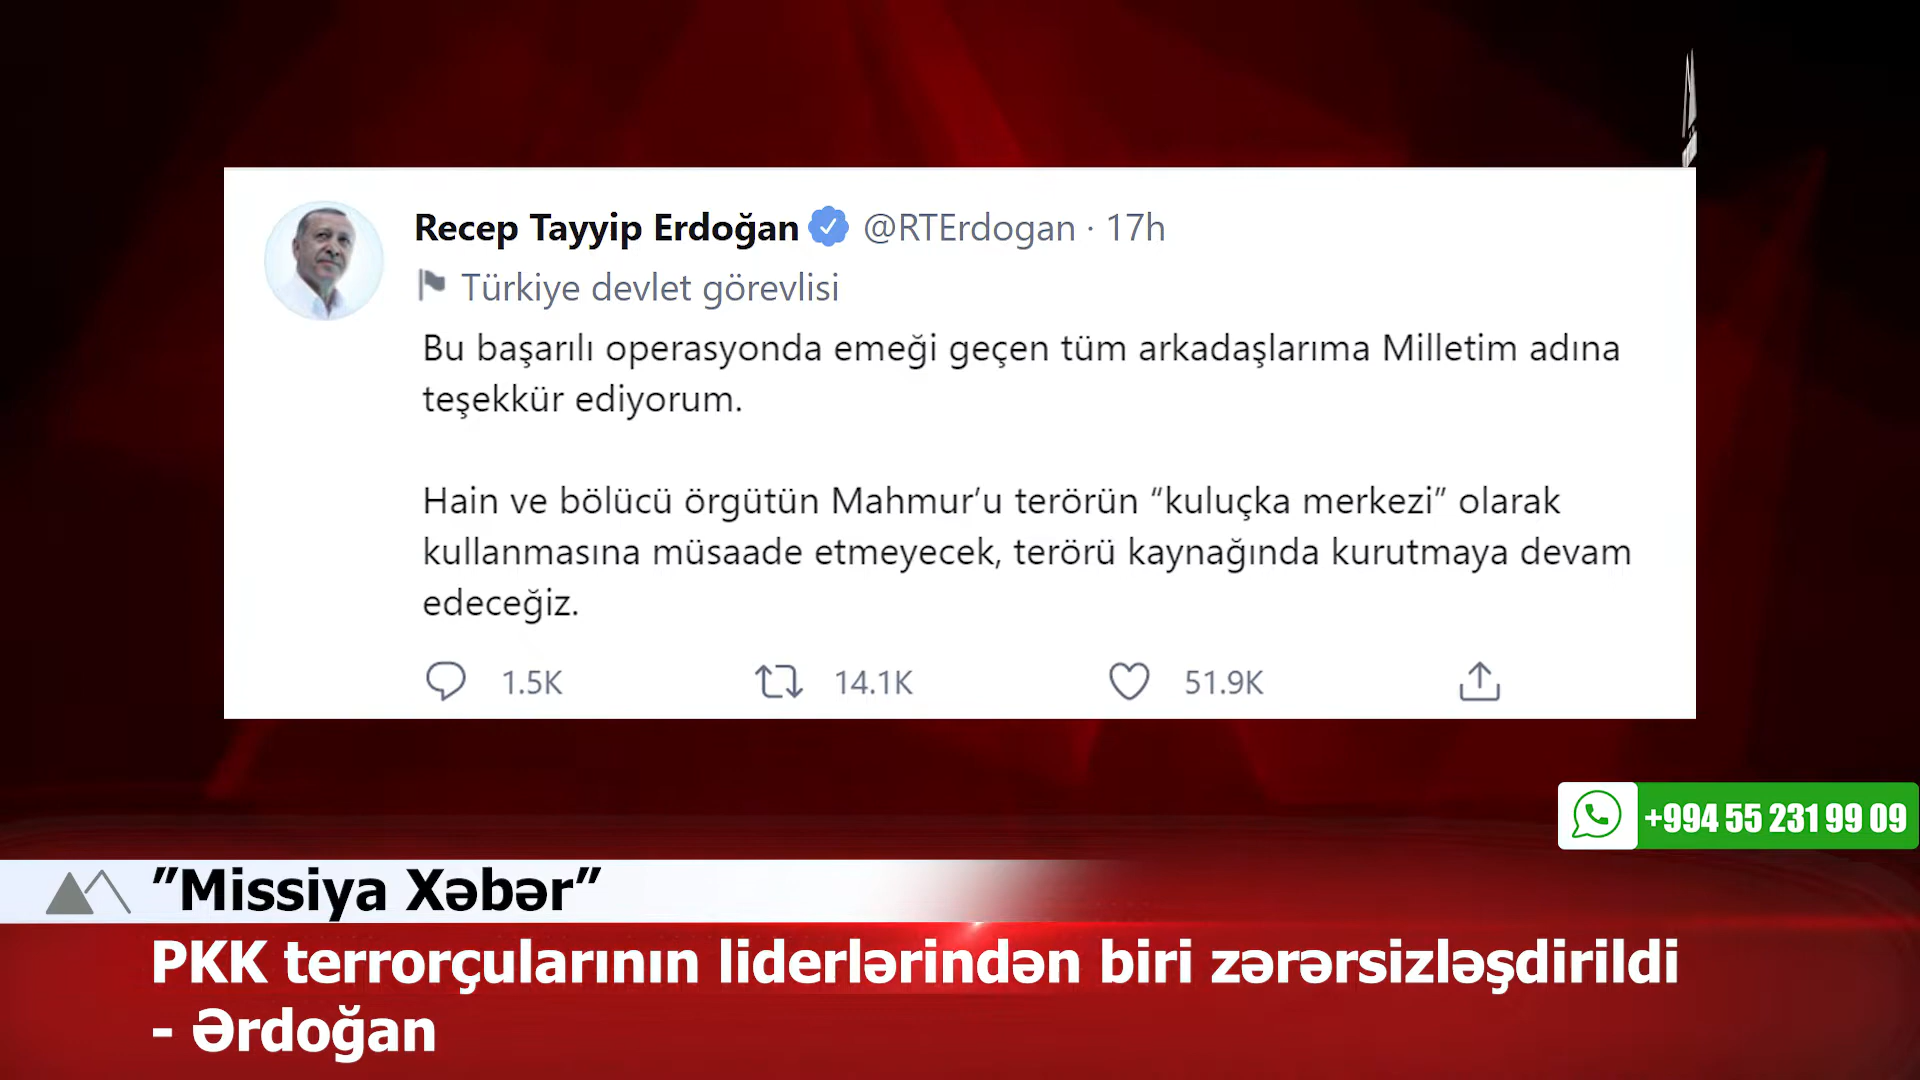 Recep Tayyip Erdoğan @RTErdogan · 17h
Türkiye devlet görevlisi
Bu başarılı operasyonda emeği geçen tüm arkadaşlarıma Milletim adına
teşekkür ediyorum.
Hain ve bölücü örgütün Mahmur’u terörün “kuluçka merkezi” olarak
kullanmasına müsaade etmeyecek, terörü kaynağında kurutmaya devam
edeceğiz.
1.5K 14.1K 51.9K
+994 55 231 99 09
”Missiya Xəbər”
PKK terrorçularının liderlərindən biri zərərsizləşdirildi
- Ərdoğan